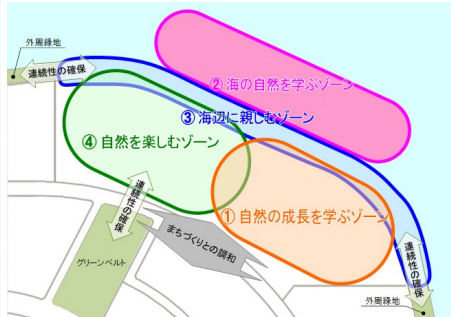 外周緑地
連続性の確保
②海の自然を学ぶゾーン
③海辺に親しむゾーン
④自然を楽しむゾーン
連続性の確保
①自然の成長を学ぶゾーン
まちづくりとの調和
グリーンベルト
連続性の確保
外周緑地